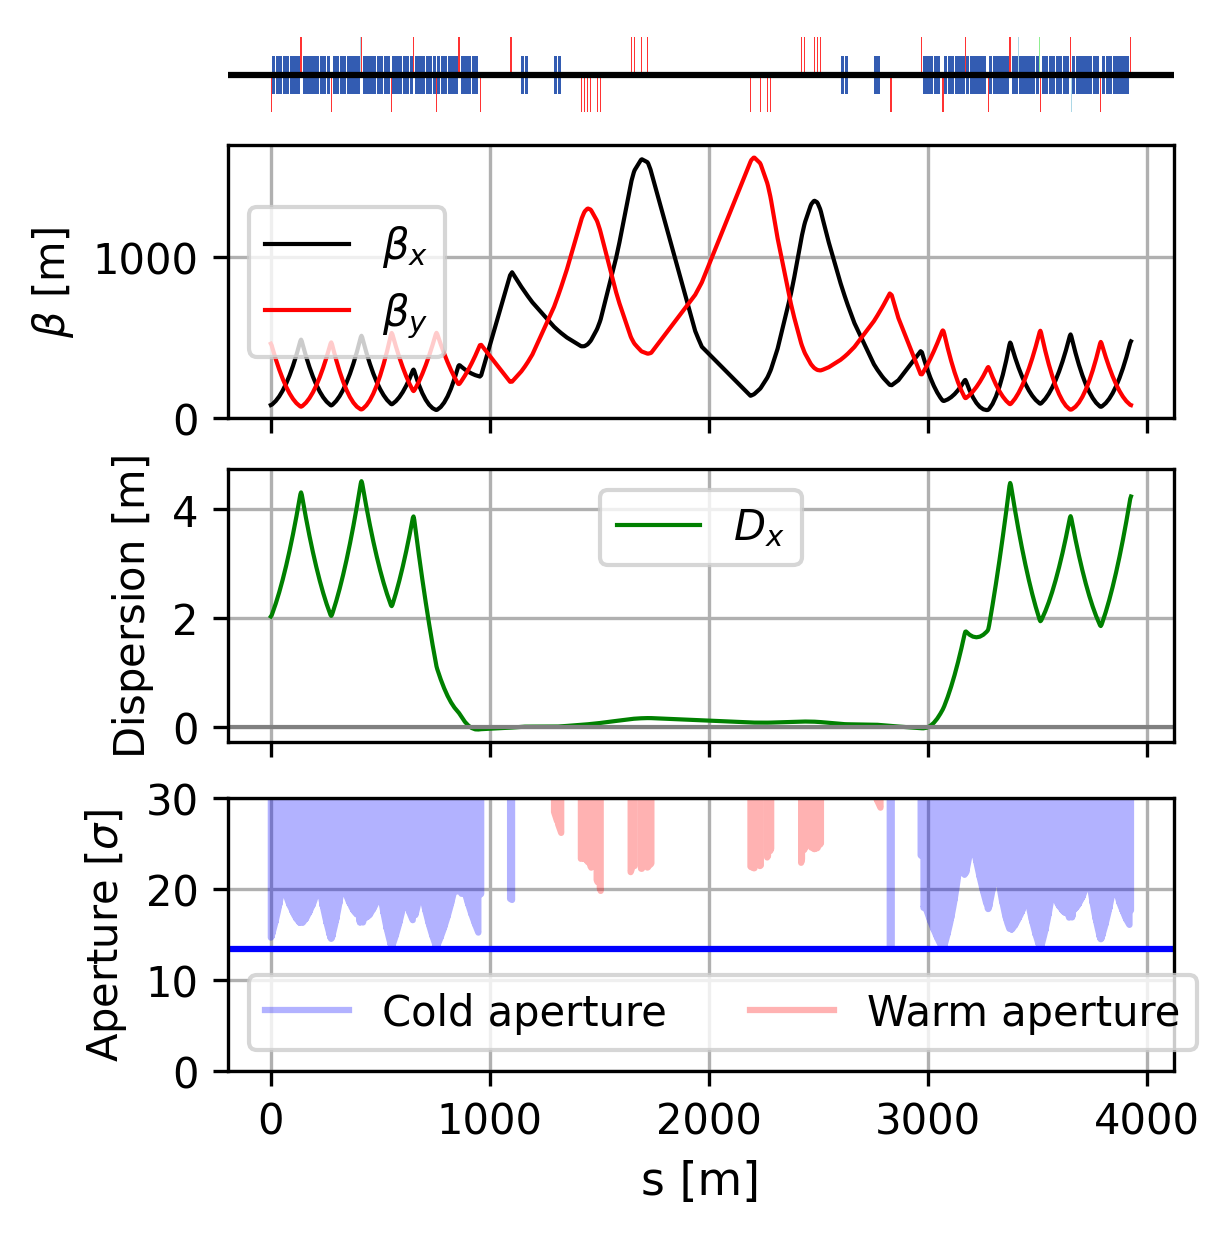 β [m]
1000
0
βx
βy
Dispersion [m]
4
2
0
Dx
Aperture [σ]
30
20
10
0
Cold aperture Warm aperture
0 1000 2000 3000 4000
s [m]